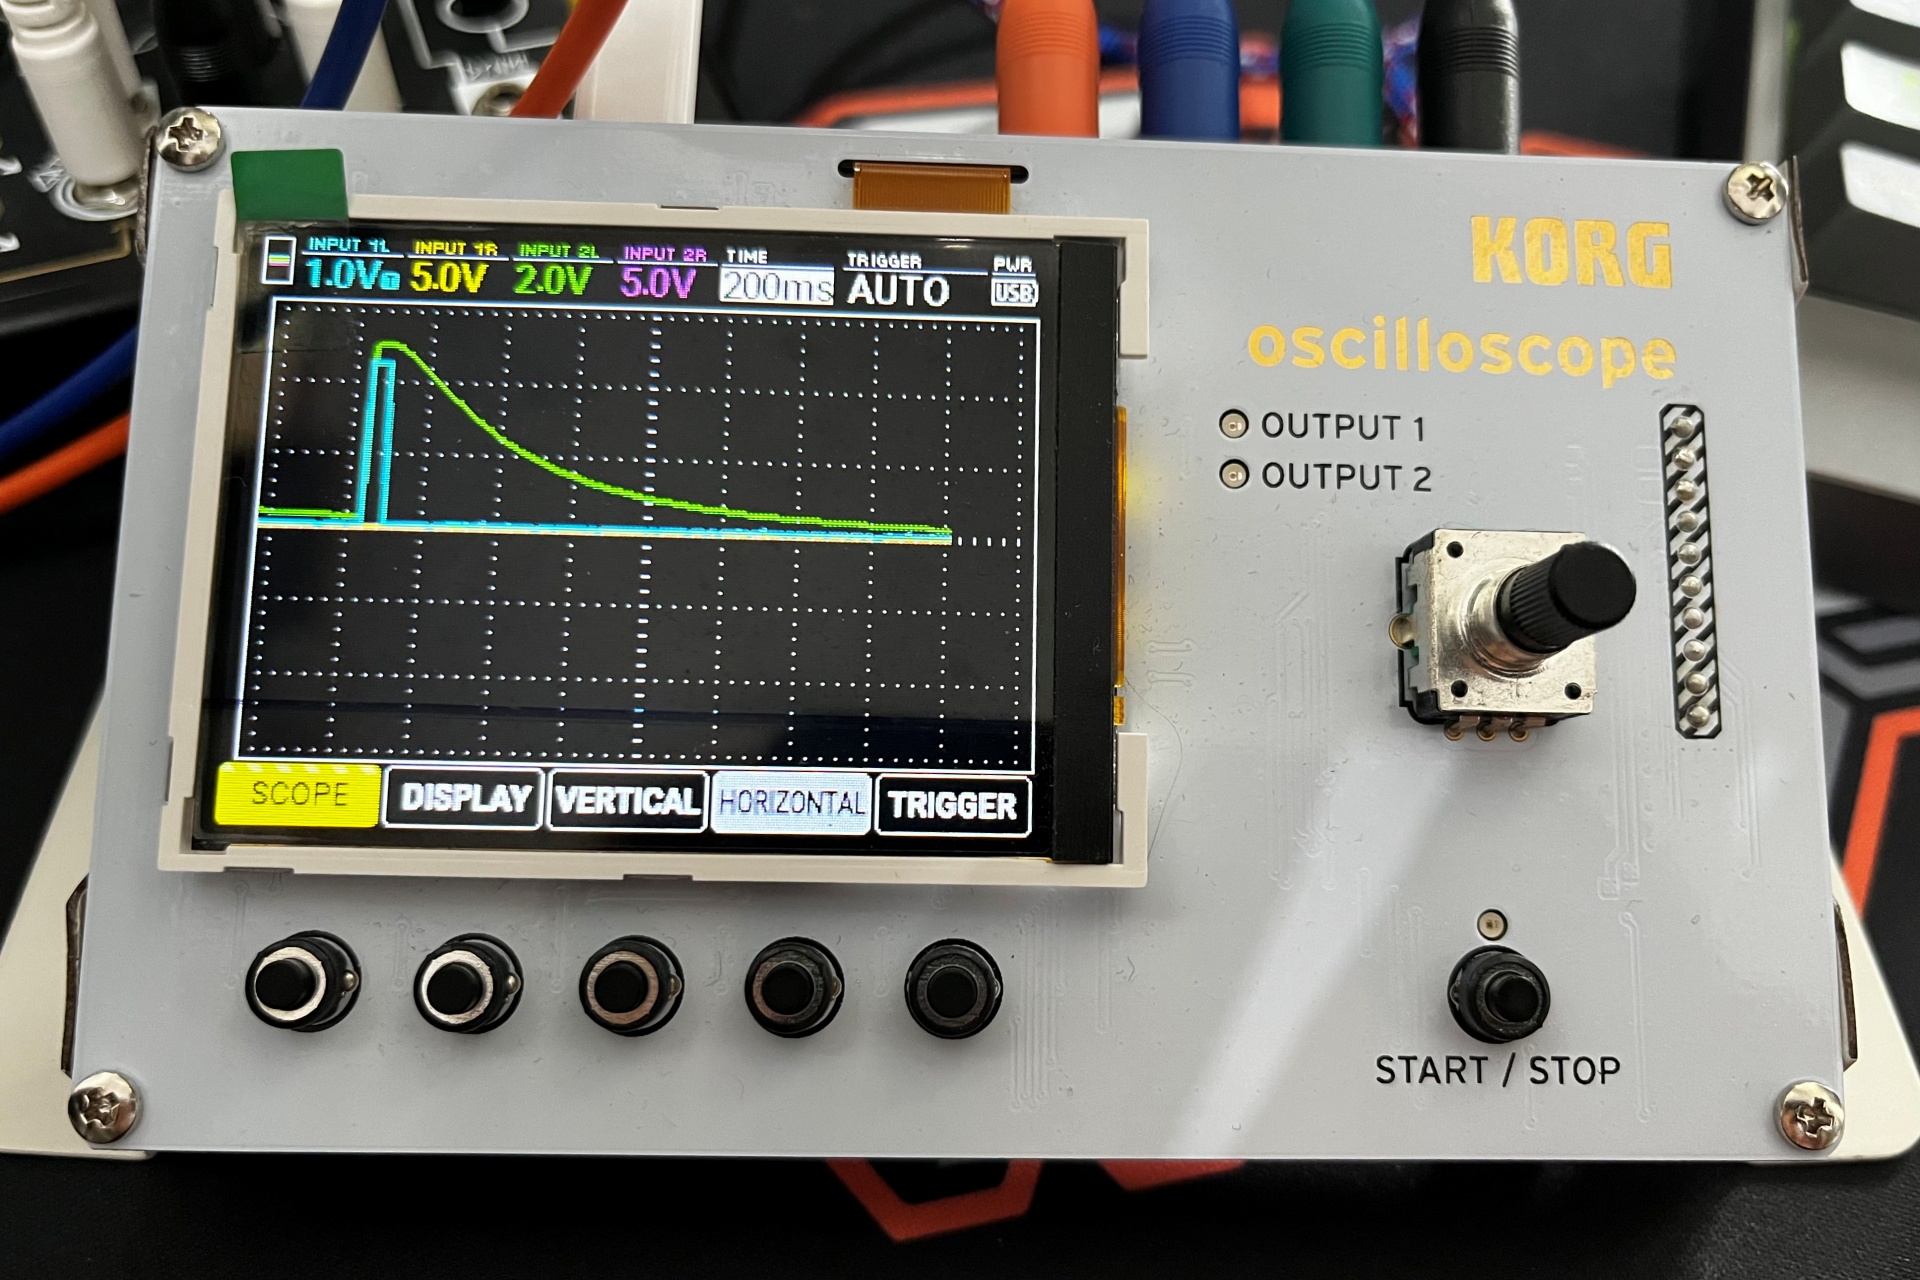 INPUT 1L INPUT 1R INPUT 2L INPUT 2R TIME TRIGGER PWR
1.0V 5.0V 2.0V 5.0V 200ms AUTO USB
KORG
oscilloscope
OUTPUT 1
OUTPUT 2
SCOPE DISPLAY VERTICAL HORIZONTAL TRIGGER
START / STOP